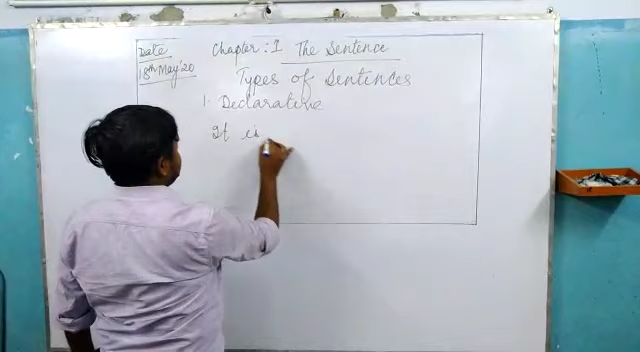 Date
18th May '20
Chapter : 1 The Sentence
Types of Sentences
1. Declarative
It is